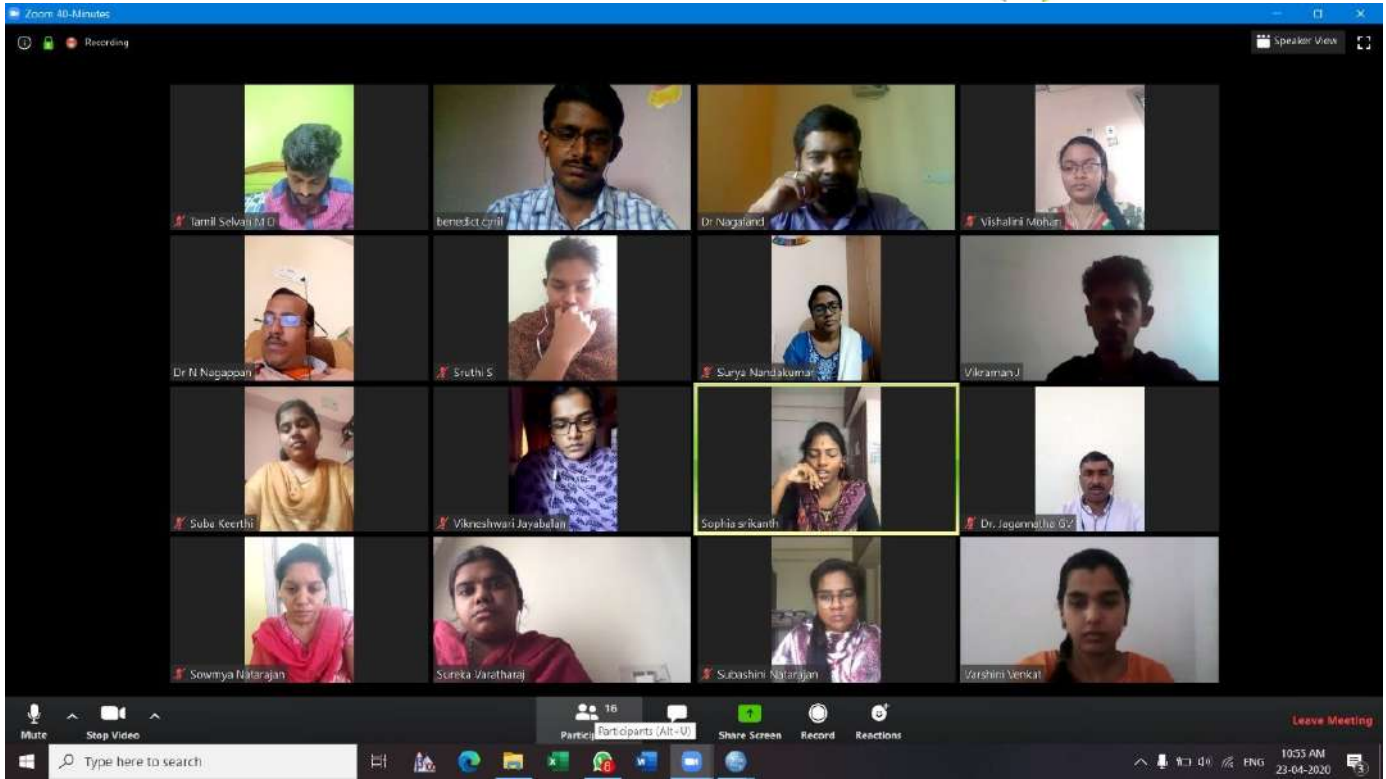 Zoom 40-Minutes
Recording
Speaker View
Tamil Selvan M D
benedict cyril
Dr Nagaland
Vishalini Mohan
Dr N Nagappan
Sruthi S
Surya Nandakumar
Vikraman J
Suba Keerthi
Vikneshwari Jayabalan
Sophia srikanth
Dr. Jagannatha GV
Sowmya Natarajan
Sureka Varatharaj
Subashini Natarajan
Varshini Venkat
16
Mute
Stop Video
Participants (Alt+U)
Share Screen
Record
Reactions
Leave Meeting
Type here to search
ENG
10:55 AM
23-04-2020